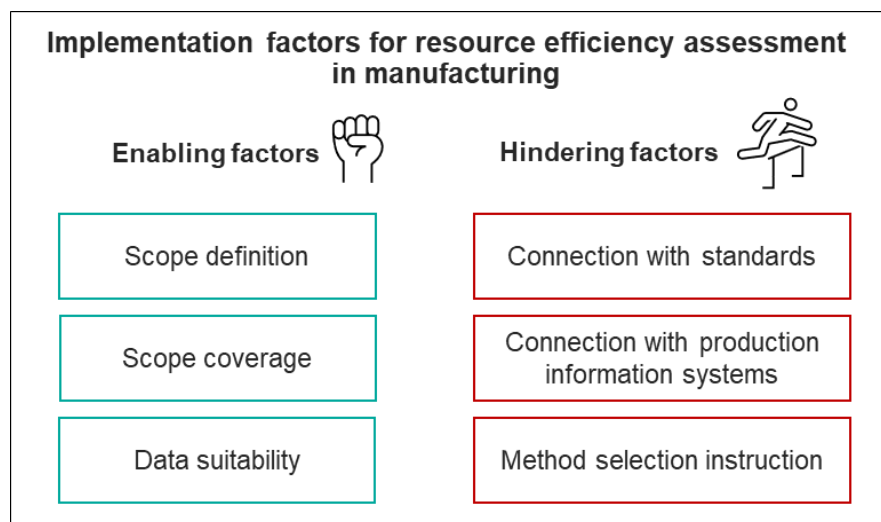 Implementation factors for resource efficiency assessment
in manufacturing
Enabling factors
Hindering factors
Scope definition
Connection with standards
Scope coverage
Connection with production
information systems
Data suitability
Method selection instruction